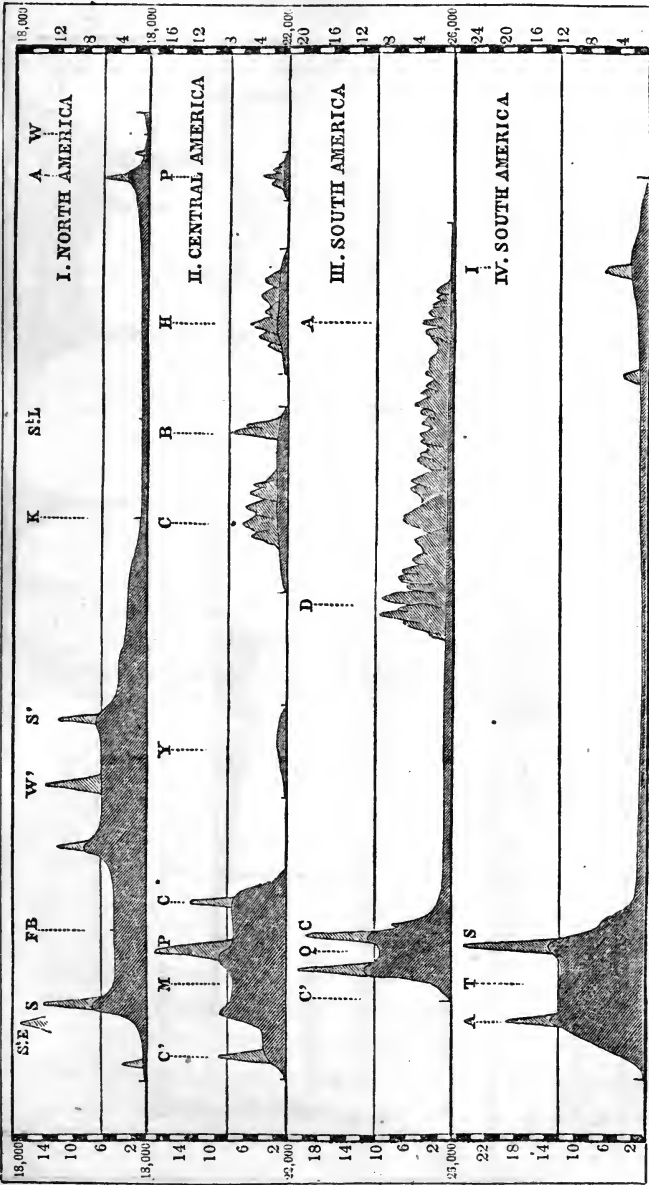 18,000 18,000
St.E S FB W' S' K St.L A W
I. NORTH AMERICA
14 12
10 8
6 4
2
18,000 18,000
C' M P C Y C B H P
II. CENTRAL AMERICA
14 16
10 12
6 3
2 4
22,000 22,000
C' Q C D A
III. SOUTH AMERICA
18 20
14 16
10 12
6 8
2 4
26,000 26,000
A T S I
IV. SOUTH AMERICA
22 24
18 20
14 16
10 12
6 8
2 4